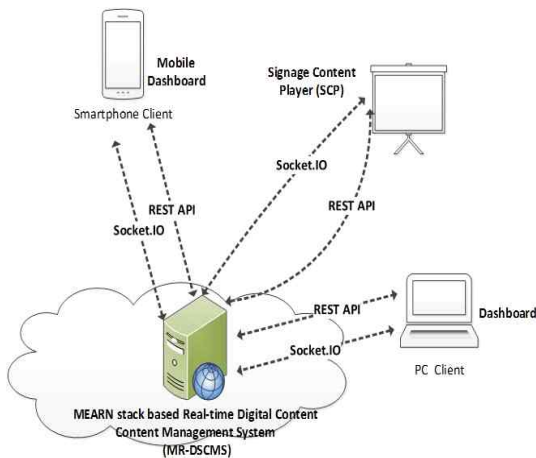 Mobile
Dashboard
Smartphone Client
Signage Content
Player (SCP)
Socket.IO
REST API
REST API
Socket.IO
REST API
Dashboard
Socket.IO
PC Client
MEARN stack based Real-time Digital Content
Content Management System
(MR-DSCMS)